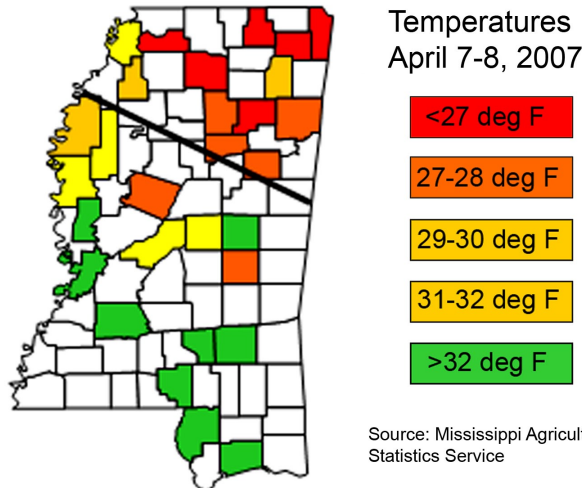 Temperatures
April 7-8, 2007
<27 deg F
27-28 deg F
29-30 deg F
31-32 deg F
>32 deg F
Source: Mississippi Agricul
Statistics Service